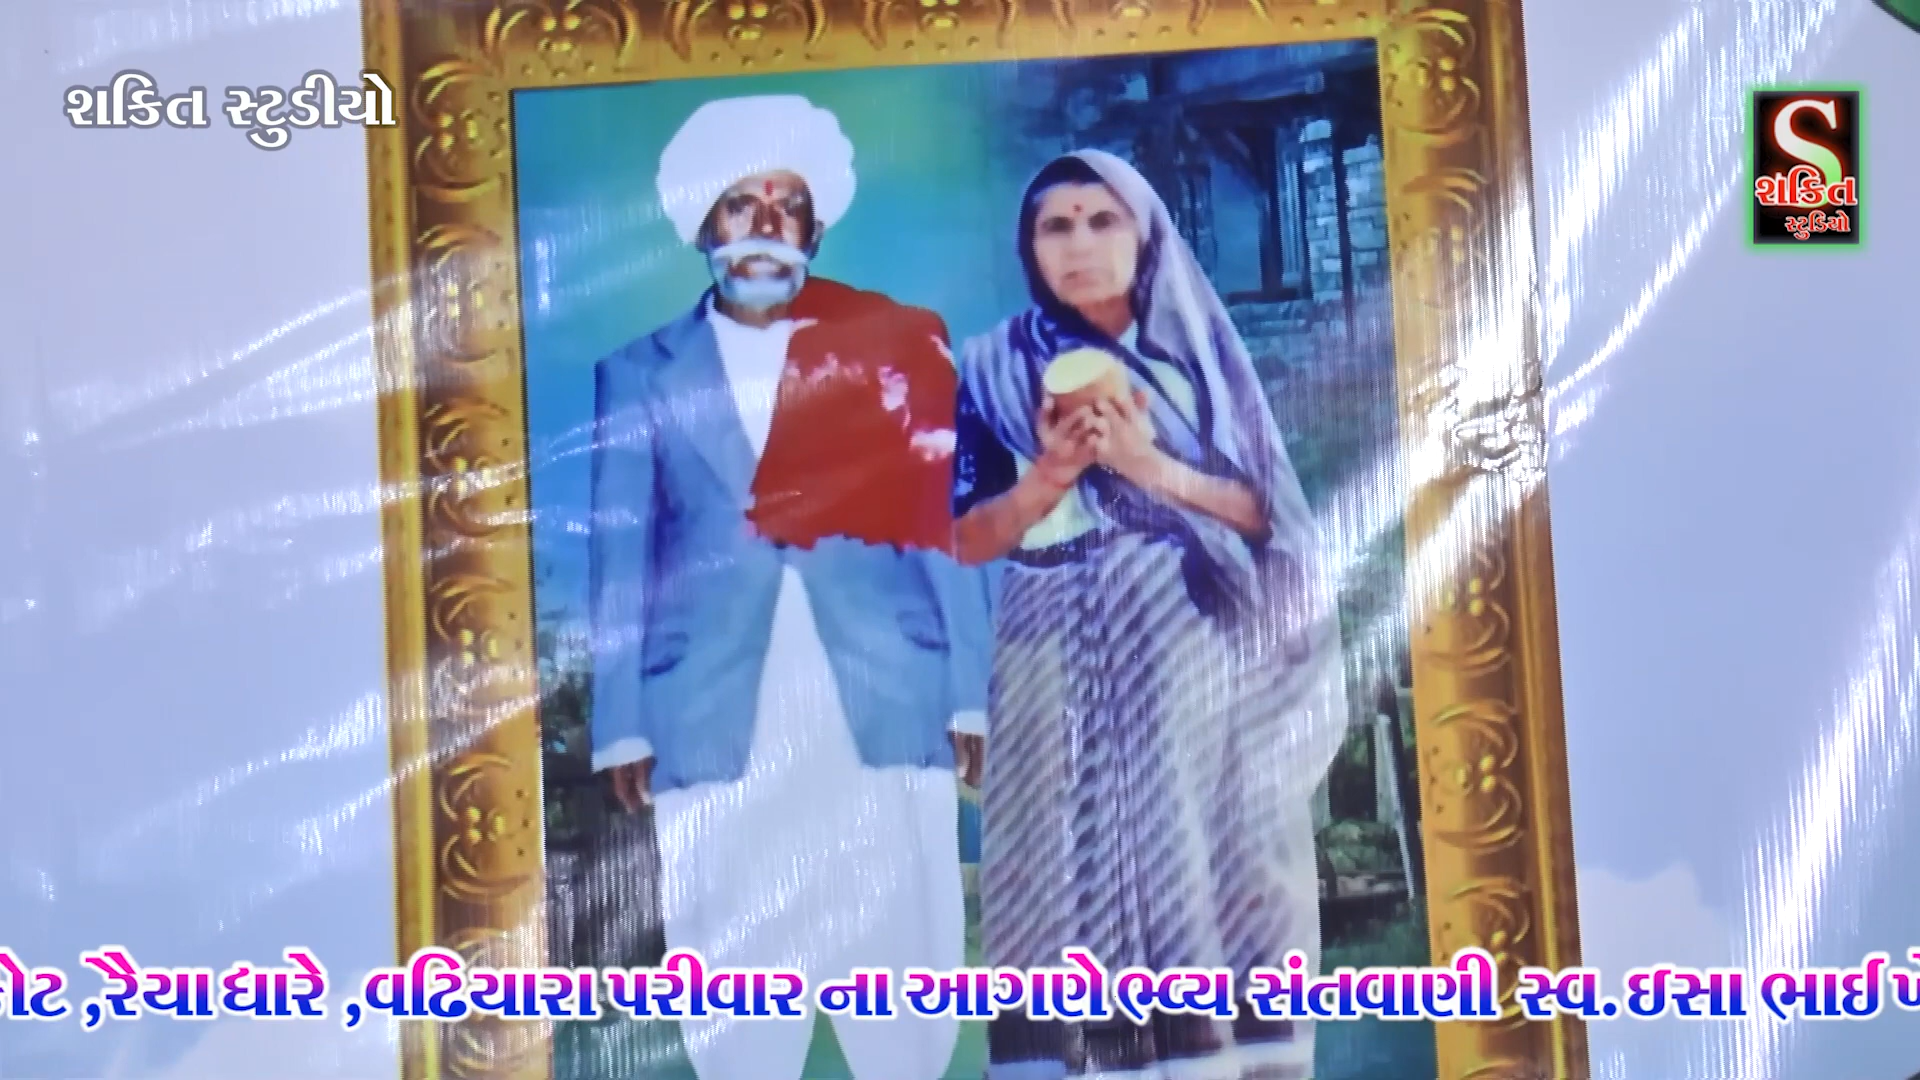 શકિત સ્ટુડીયો
S
શકિત
સ્ટુડિયો
,રૈયાધારે ,વઢિયારા પરીવાર ના આગણે ભ્વ્ય સંતવાણી સ્વ. ઇસા ભાઈ